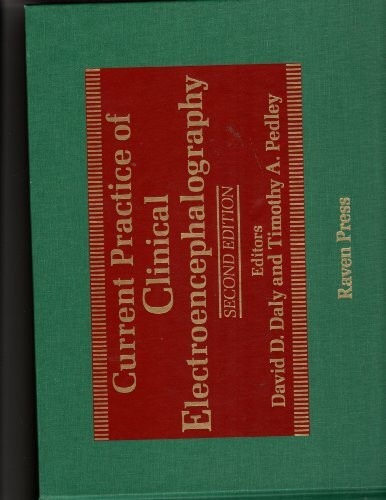 Current Practice of
Clinical
Electroencephalography
SECOND EDITION
Editors
David D. Daly and Timothy A. Pedley
Raven Press